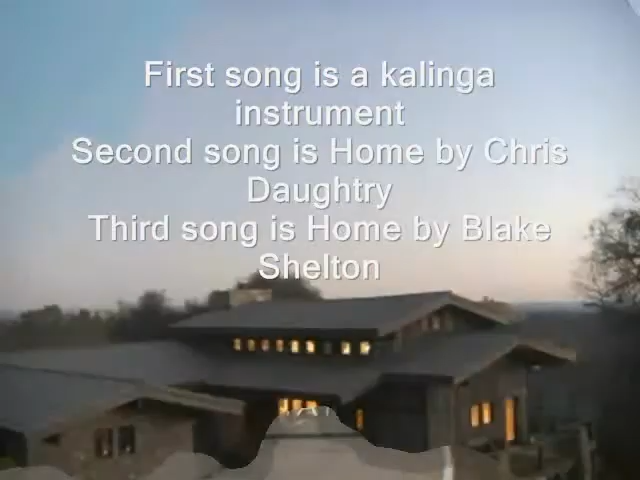 First song is a kalinga
instrument
Second song is Home by Chris
Daughtry
Third song is Home by Blake
Shelton